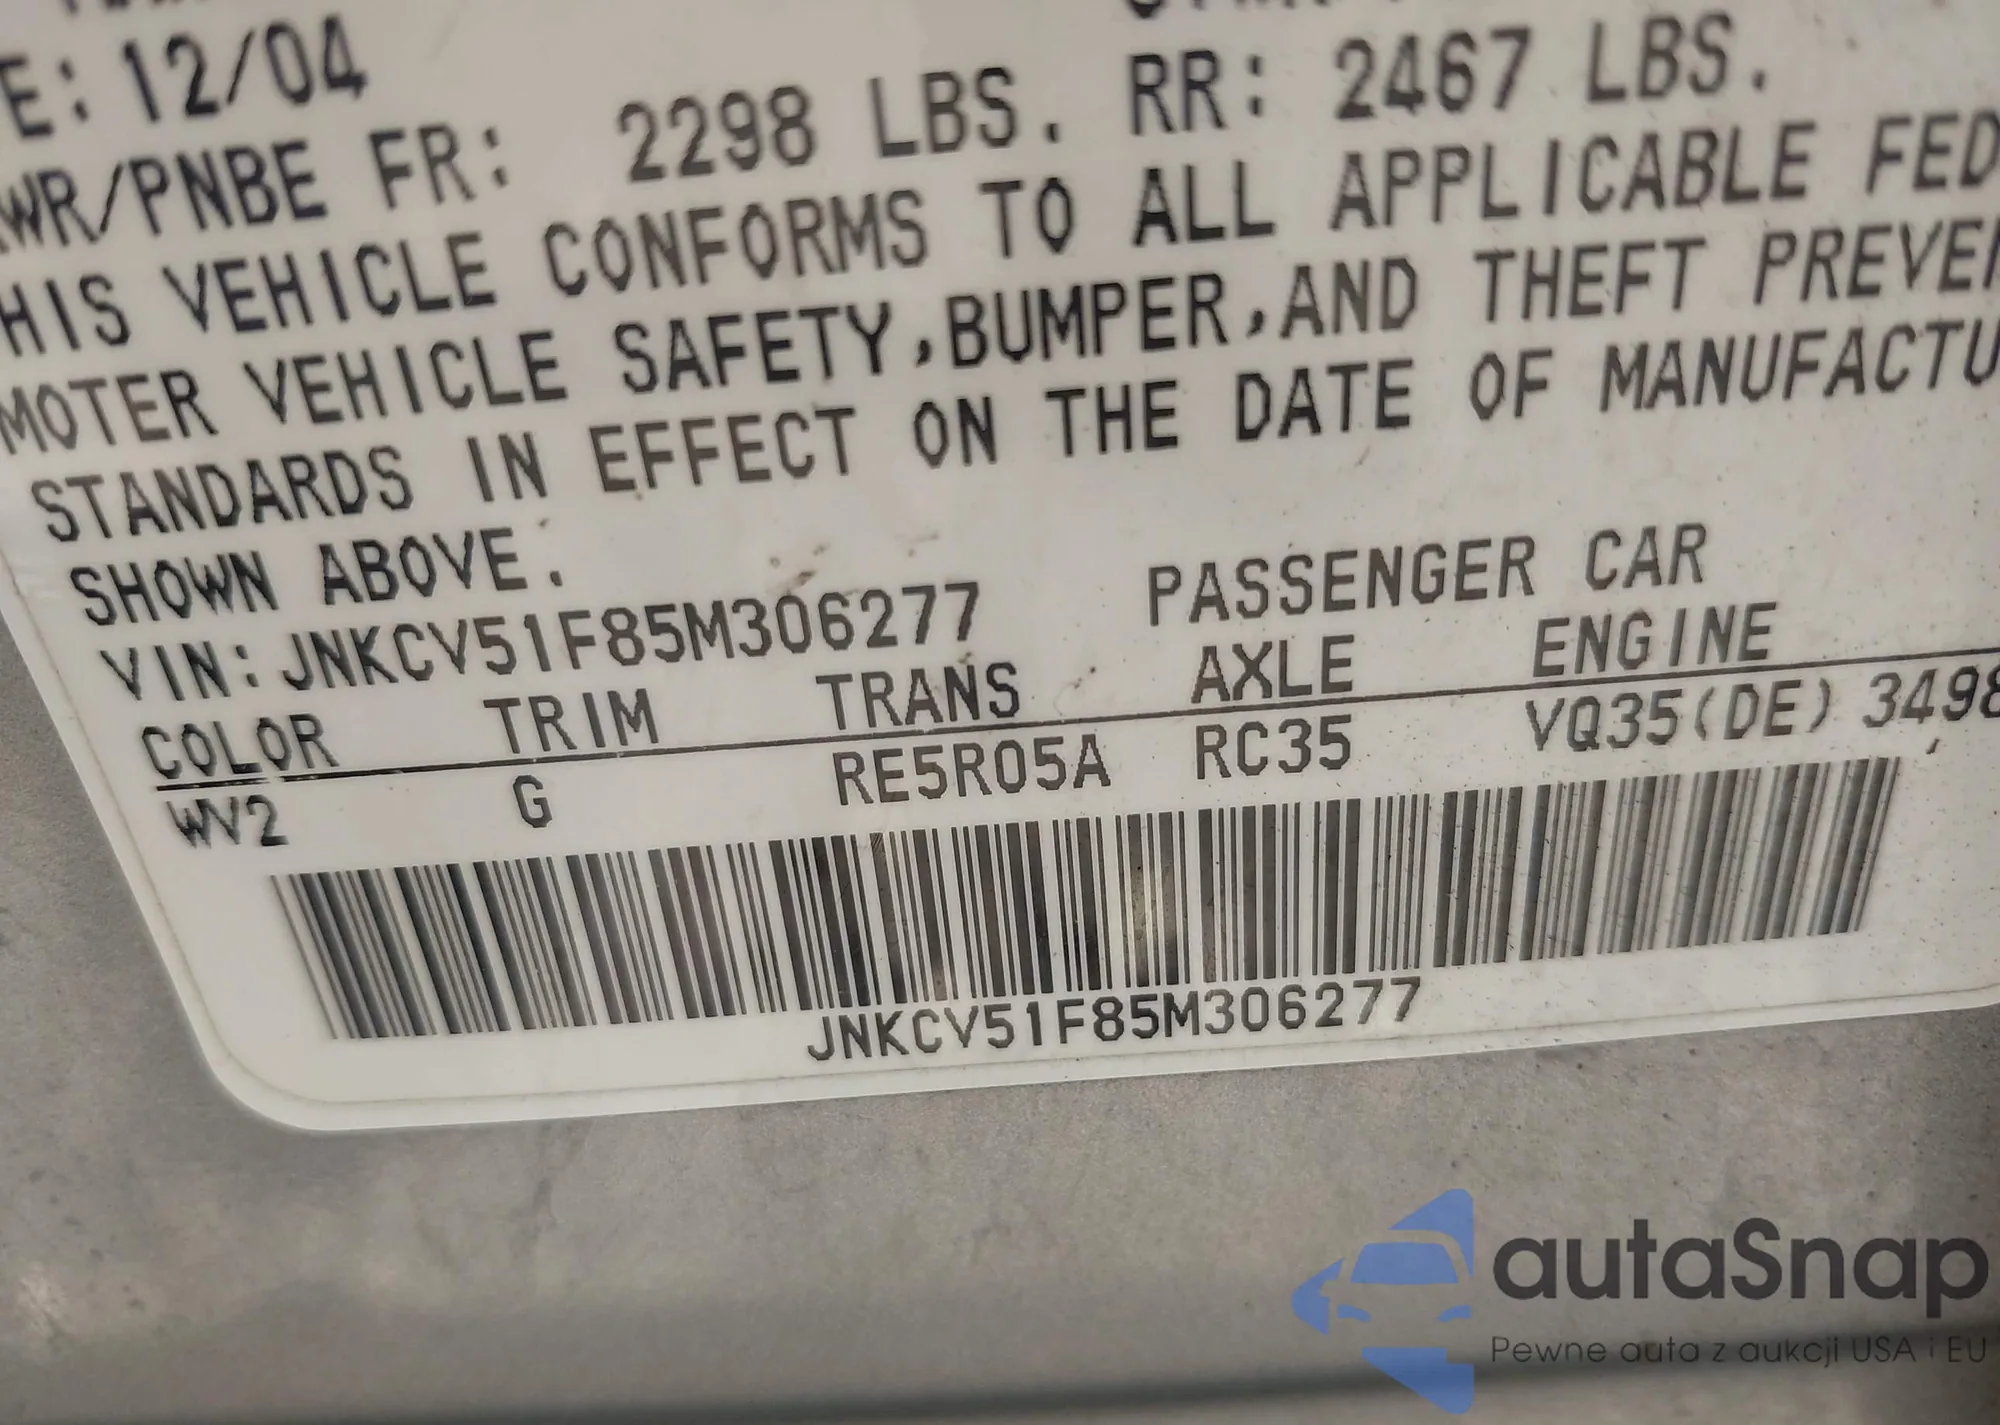 E: 12/04
WR/PNBE FR: 2298 LBS. RR: 2467 LBS.
HIS VEHICLE CONFORMS TO ALL APPLICABLE FED
MOTER VEHICLE SAFETY,BUMPER,AND THEFT PREVE
STANDARDS IN EFFECT ON THE DATE OF MANUFACTU
SHOWN ABOVE.
VIN:JNKCV51F85M306277 PASSENGER CAR
COLOR TRIM TRANS AXLE ENGINE
WV2 G RE5R05A RC35 VQ35(DE) 3498
JNKCV51F85M306277
autaSnap
Pewne auta z aukcji USA i EU